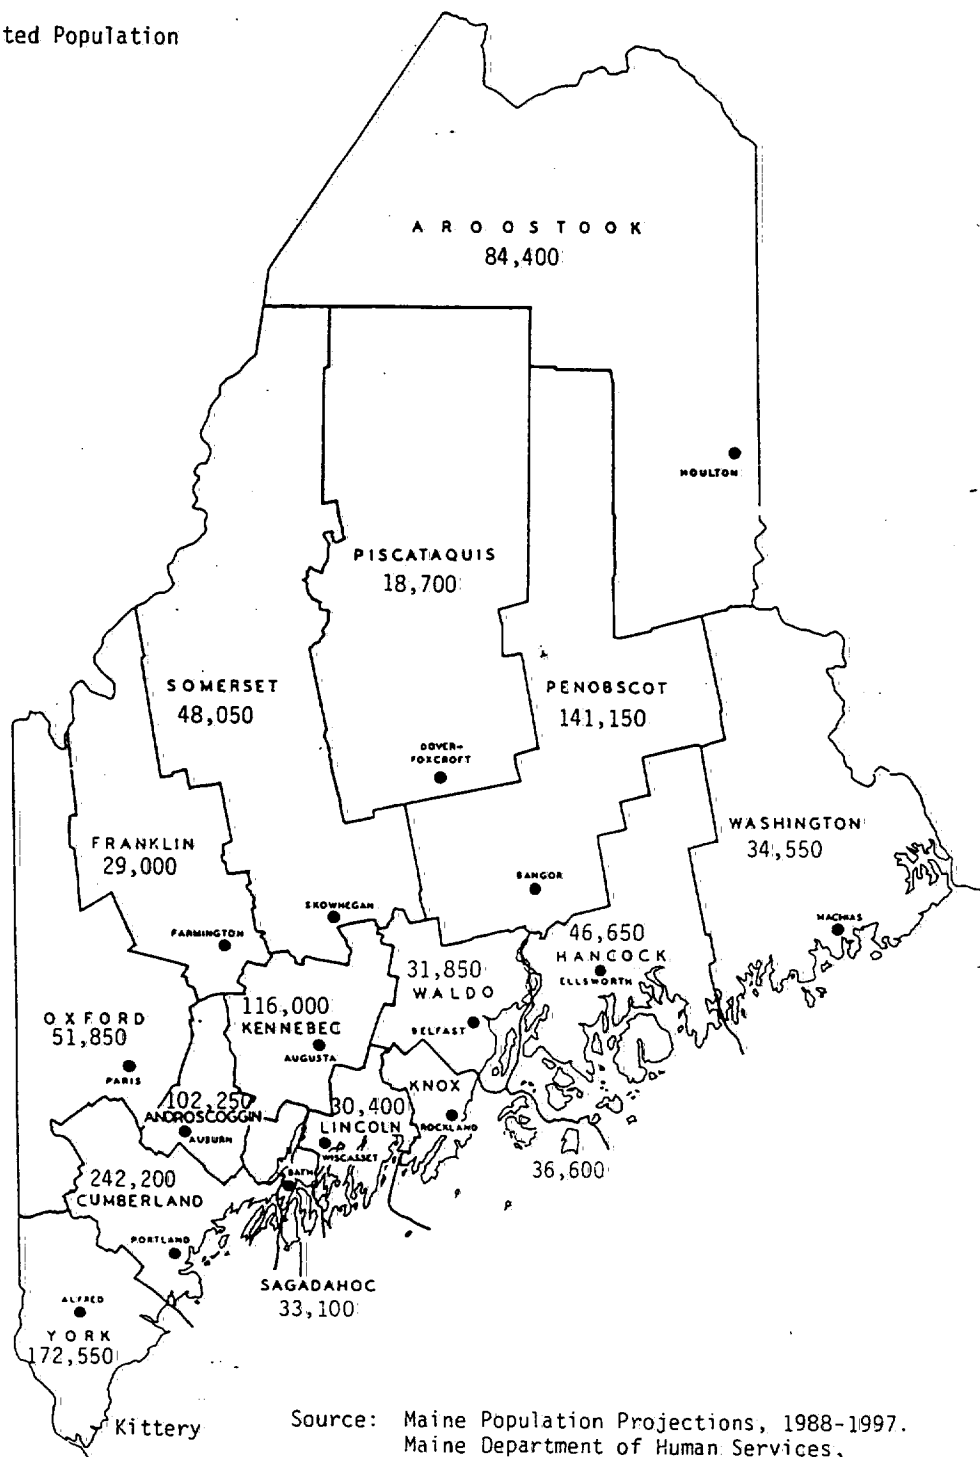 ted Population
A R O O S T O O K
84,400
HOULTON
PISCATAQUIS
18,700
SOMERSET
48,050
PENOBSCOT
141,150
DOVER-
FOXCROFT
FRANKLIN
29,000
WASHINGTON
34,550
BANGOR
SKOWHEGAN
MACHIAS
FARMINGTON
46,650
HANCOCK
ELLSWORTH
31,850
WALDO
BELFAST
116,000
KENNEBEC
AUGUSTA
OXFORD
51,850
PARIS
KNOX
ROCKLAND
102,250
ANDROSCOGGIN
AUBURN
30,400
LINCOLN
WISCASSET
36,600
BATH
242,200
CUMBERLAND
PORTLAND
SAGADAHOC
33,100
ALFRED
YORK
172,550
Kittery
Source: Maine Population Projections, 1988-1997.
Maine Department of Human Services,